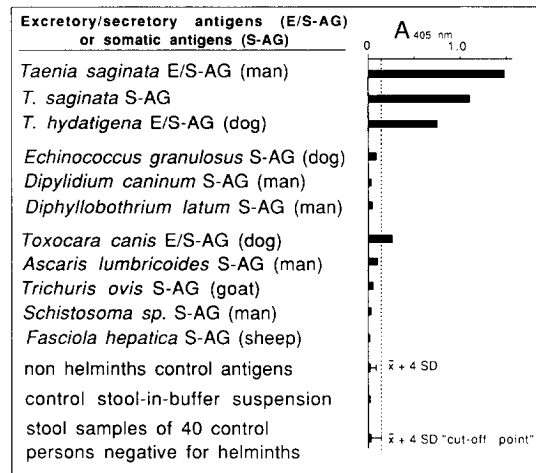 Excretory/secretory antigens (E/S-AG)
or somatic antigens (S-AG)
A 405 nm
0 1.0
Taenia saginata E/S-AG (man)
T. saginata S-AG
T. hydatigena E/S-AG (dog)
Echinococcus granulosus S-AG (dog)
Dipylidium caninum S-AG (man)
Diphyllobothrium latum S-AG (man)
Toxocara canis E/S-AG (dog)
Ascaris lumbricoides S-AG (man)
Trichuris ovis S-AG (goat)
Schistosoma sp. S-AG (man)
Fasciola hepatica S-AG (sheep)
non helminths control antigens x̄ + 4 SD
control stool-in-buffer suspension
stool samples of 40 control
persons negative for helminths x̄ + 4 SD "cut-off point"